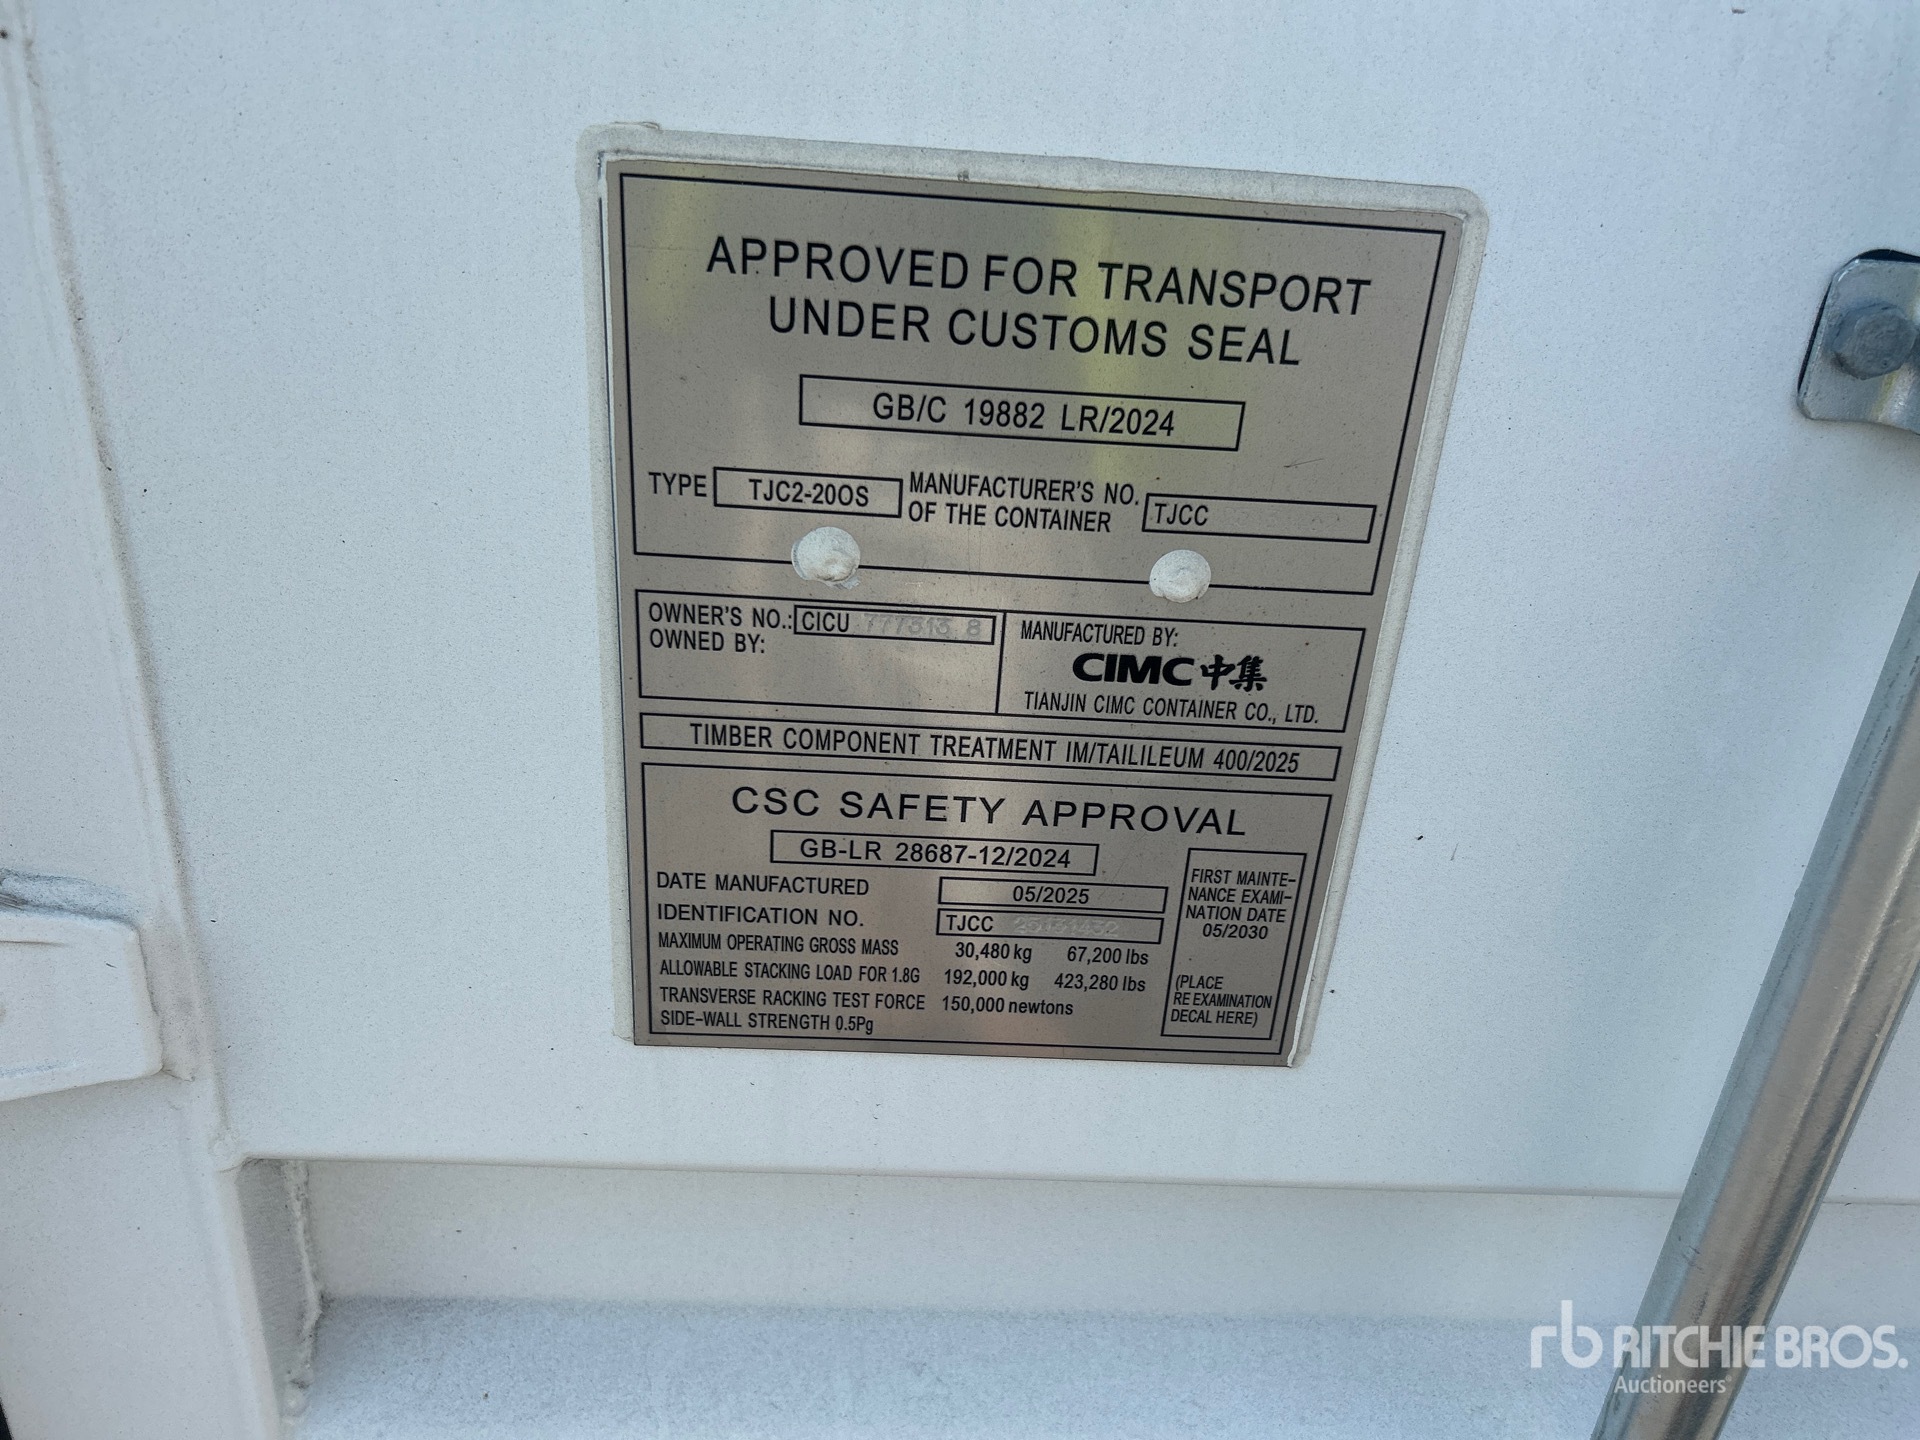 APPROVED FOR TRANSPORT
UNDER CUSTOMS SEAL
GB/C 19882 LR/2024
TYPE TJC2-20OS MANUFACTURER'S NO. OF THE CONTAINER TJCC
OWNER'S NO.: CICU 777313 8
OWNED BY:
MANUFACTURED BY:
CIMC 中集
TIANJIN CIMC CONTAINER CO., LTD.
TIMBER COMPONENT TREATMENT IM/TAILILEUM 400/2025
CSC SAFETY APPROVAL
GB-LR 28687-12/2024
DATE MANUFACTURED 05/2025
IDENTIFICATION NO. TJCC 25131432
MAXIMUM OPERATING GROSS MASS 30,480 kg 67,200 lbs
ALLOWABLE STACKING LOAD FOR 1.8G 192,000 kg 423,280 lbs
TRANSVERSE RACKING TEST FORCE 150,000 newtons
SIDE-WALL STRENGTH 0.5Pg
FIRST MAINTE-
NANCE EXAMI-
NATION DATE
05/2030
(PLACE
RE EXAMINATION
DECAL HERE)
rb RITCHIE BROS.
Auctioneers